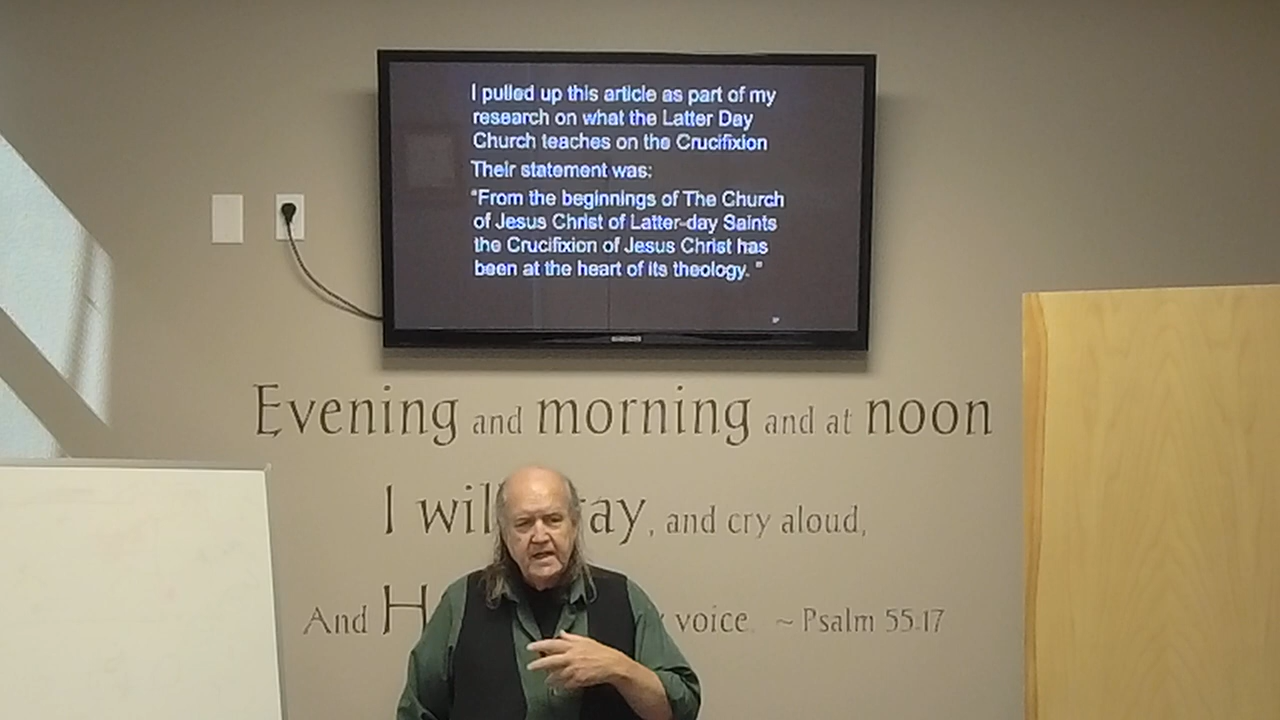 I pulled up this article as part of my
research on what the Latter Day
Church teaches on the Crucifixion
Their statement was:
"From the beginnings of The Church
of Jesus Christ of Latter-day Saints
the Crucifixion of Jesus Christ has
been at the heart of its theology. "
Evening and morning and at noon
I will ay, and cry aloud,
And H voice. ~ Psalm 55:17